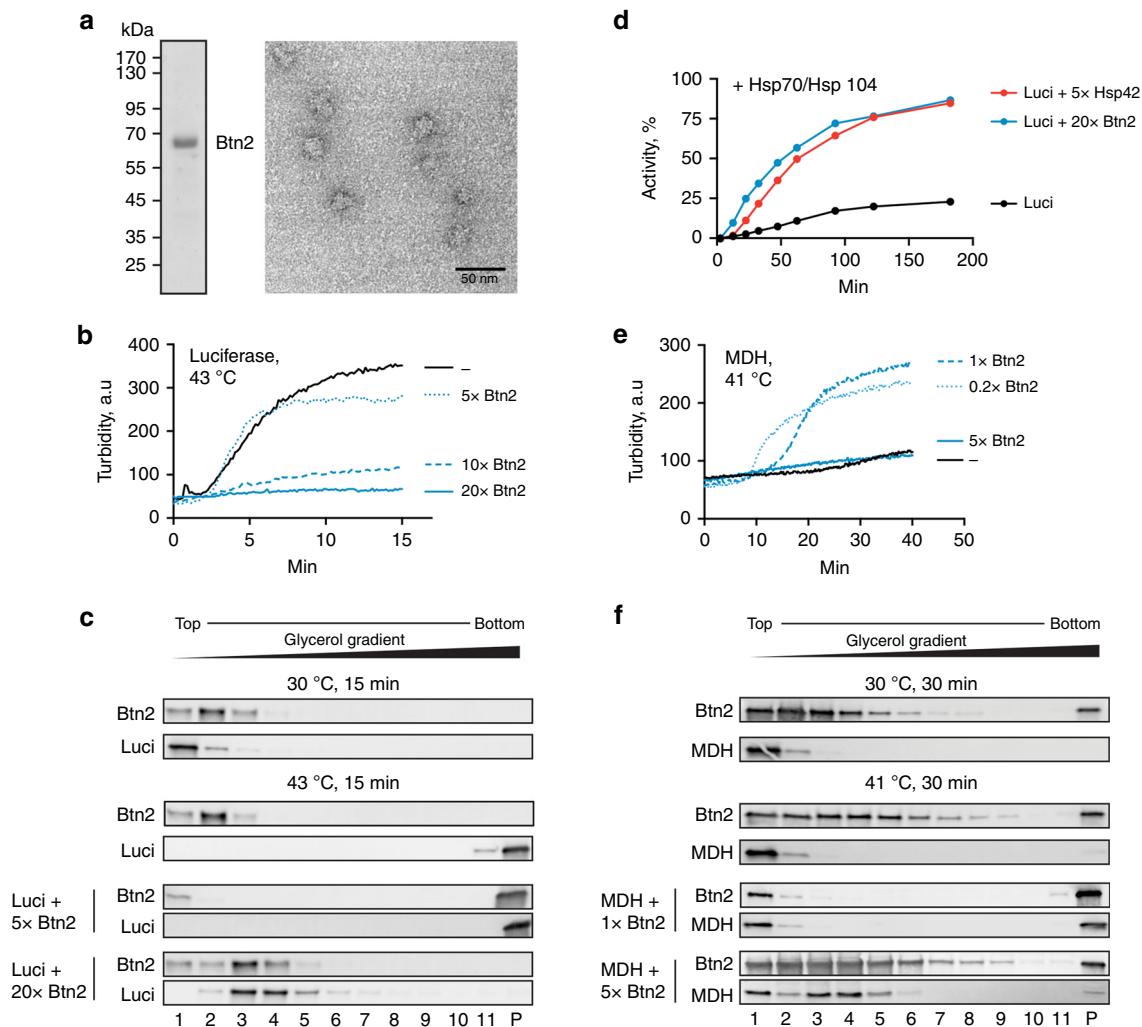 a
kDa
170
130
95
70
55
45
35
25
Btn2
50 nm
d
+ Hsp70/Hsp 104
Activity, %
100
75
50
25
0
0 50 100 150 200
Min
Luci + 5× Hsp42
Luci + 20× Btn2
Luci
b
Luciferase,
43 °C
Turbidity, a.u.
400
300
200
100
0
0 5 10 15
Min
–
5× Btn2
10× Btn2
20× Btn2
e
MDH,
41 °C
Turbidity, a.u
300
200
100
0
0 10 20 30 40 50
Min
1× Btn2
0.2× Btn2
5× Btn2
–
c
Top Bottom
Glycerol gradient
30 °C, 15 min
Btn2
Luci
43 °C, 15 min
Btn2
Luci
Luci +
5× Btn2
Btn2
Luci
Luci +
20× Btn2
Btn2
Luci
1 2 3 4 5 6 7 8 9 10 11 P
f
Top Bottom
Glycerol gradient
30 °C, 30 min
Btn2
MDH
41 °C, 30 min
Btn2
MDH
MDH +
1× Btn2
Btn2
MDH
MDH +
5× Btn2
Btn2
MDH
1 2 3 4 5 6 7 8 9 10 11 P